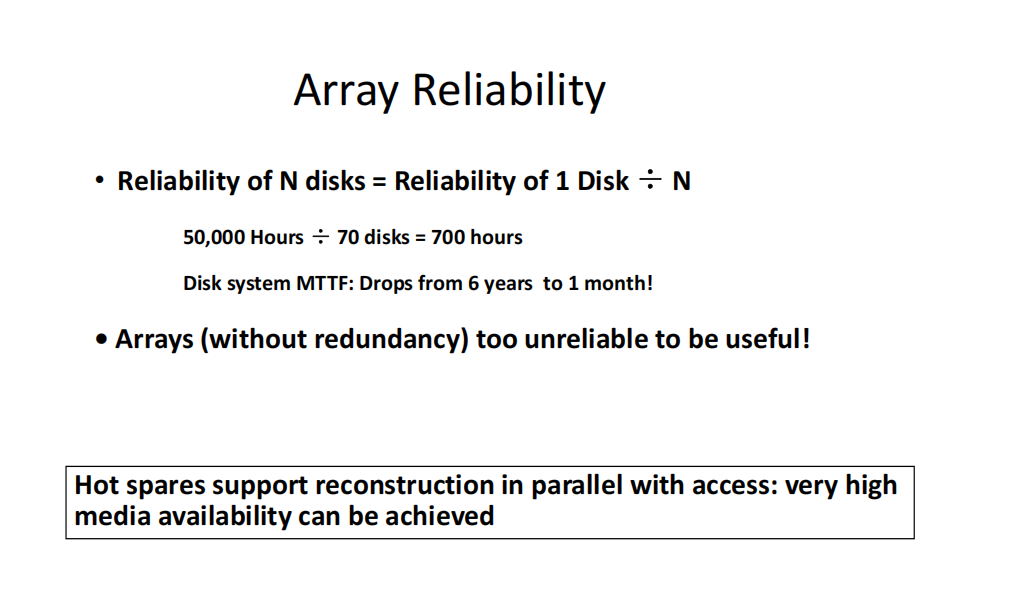 Array Reliability
• Reliability of N disks = Reliability of 1 Disk ÷ N
50,000 Hours ÷ 70 disks = 700 hours
Disk system MTTF: Drops from 6 years to 1 month!
• Arrays (without redundancy) too unreliable to be useful!
Hot spares support reconstruction in parallel with access: very high
media availability can be achieved